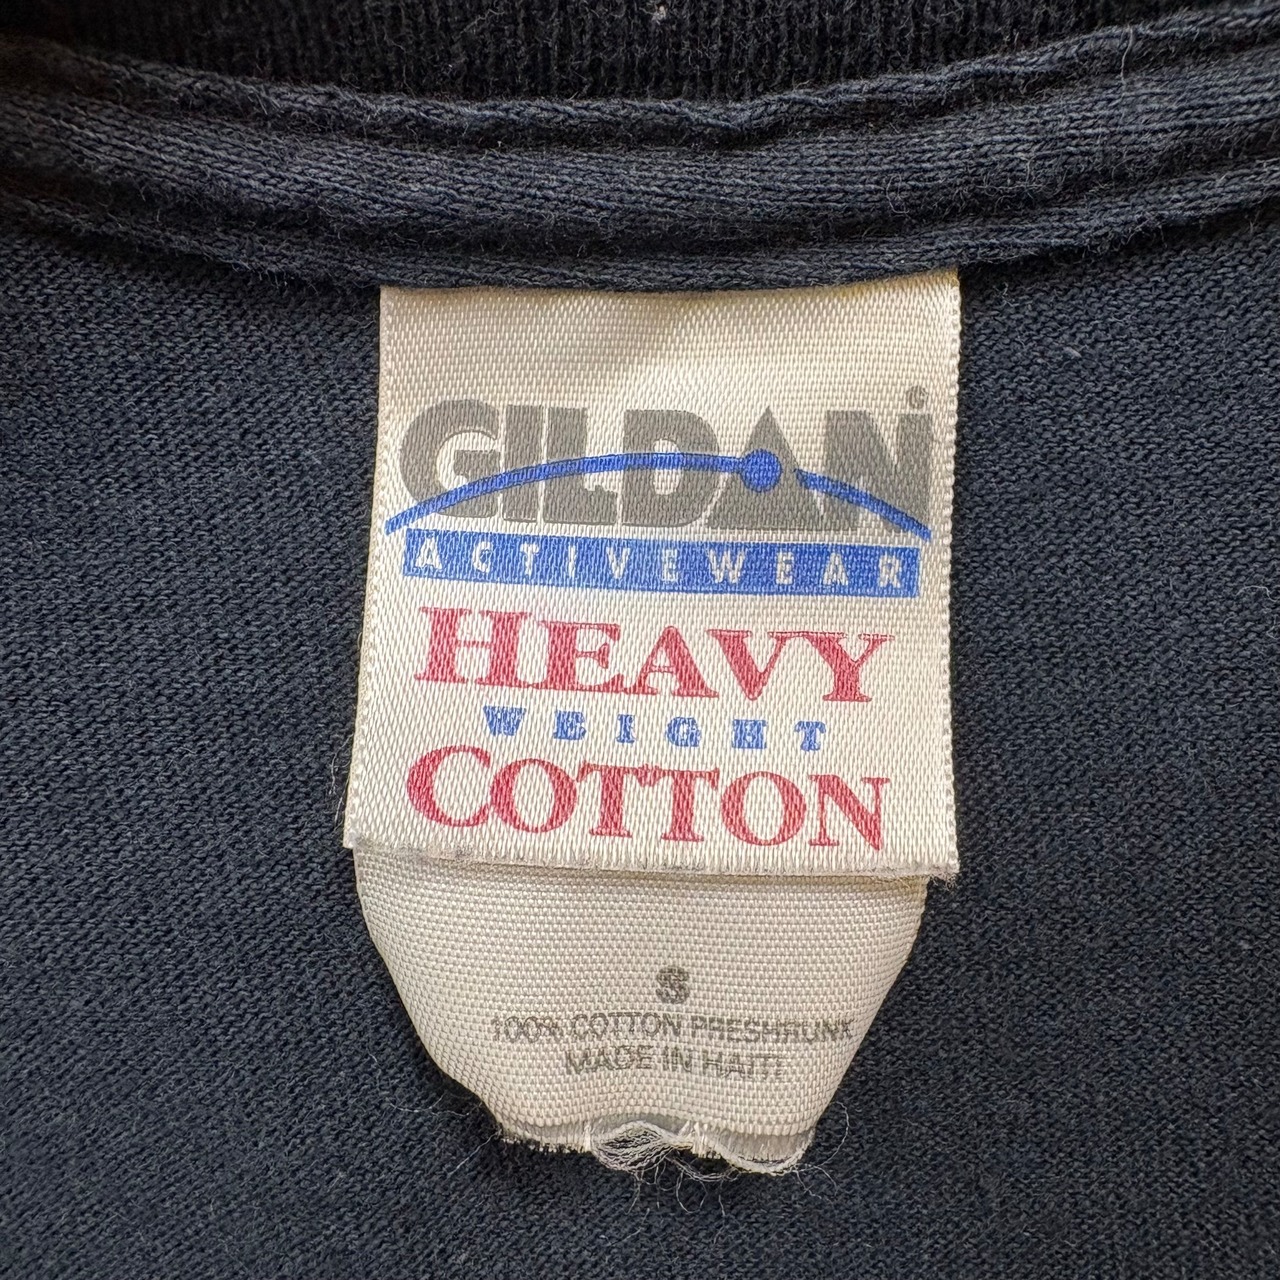 GILDAN®
ACTIVEWEAR
HEAVY
WEIGHT
COTTON
S
100% COTTON PRESHRUNK
MADE IN HAITI